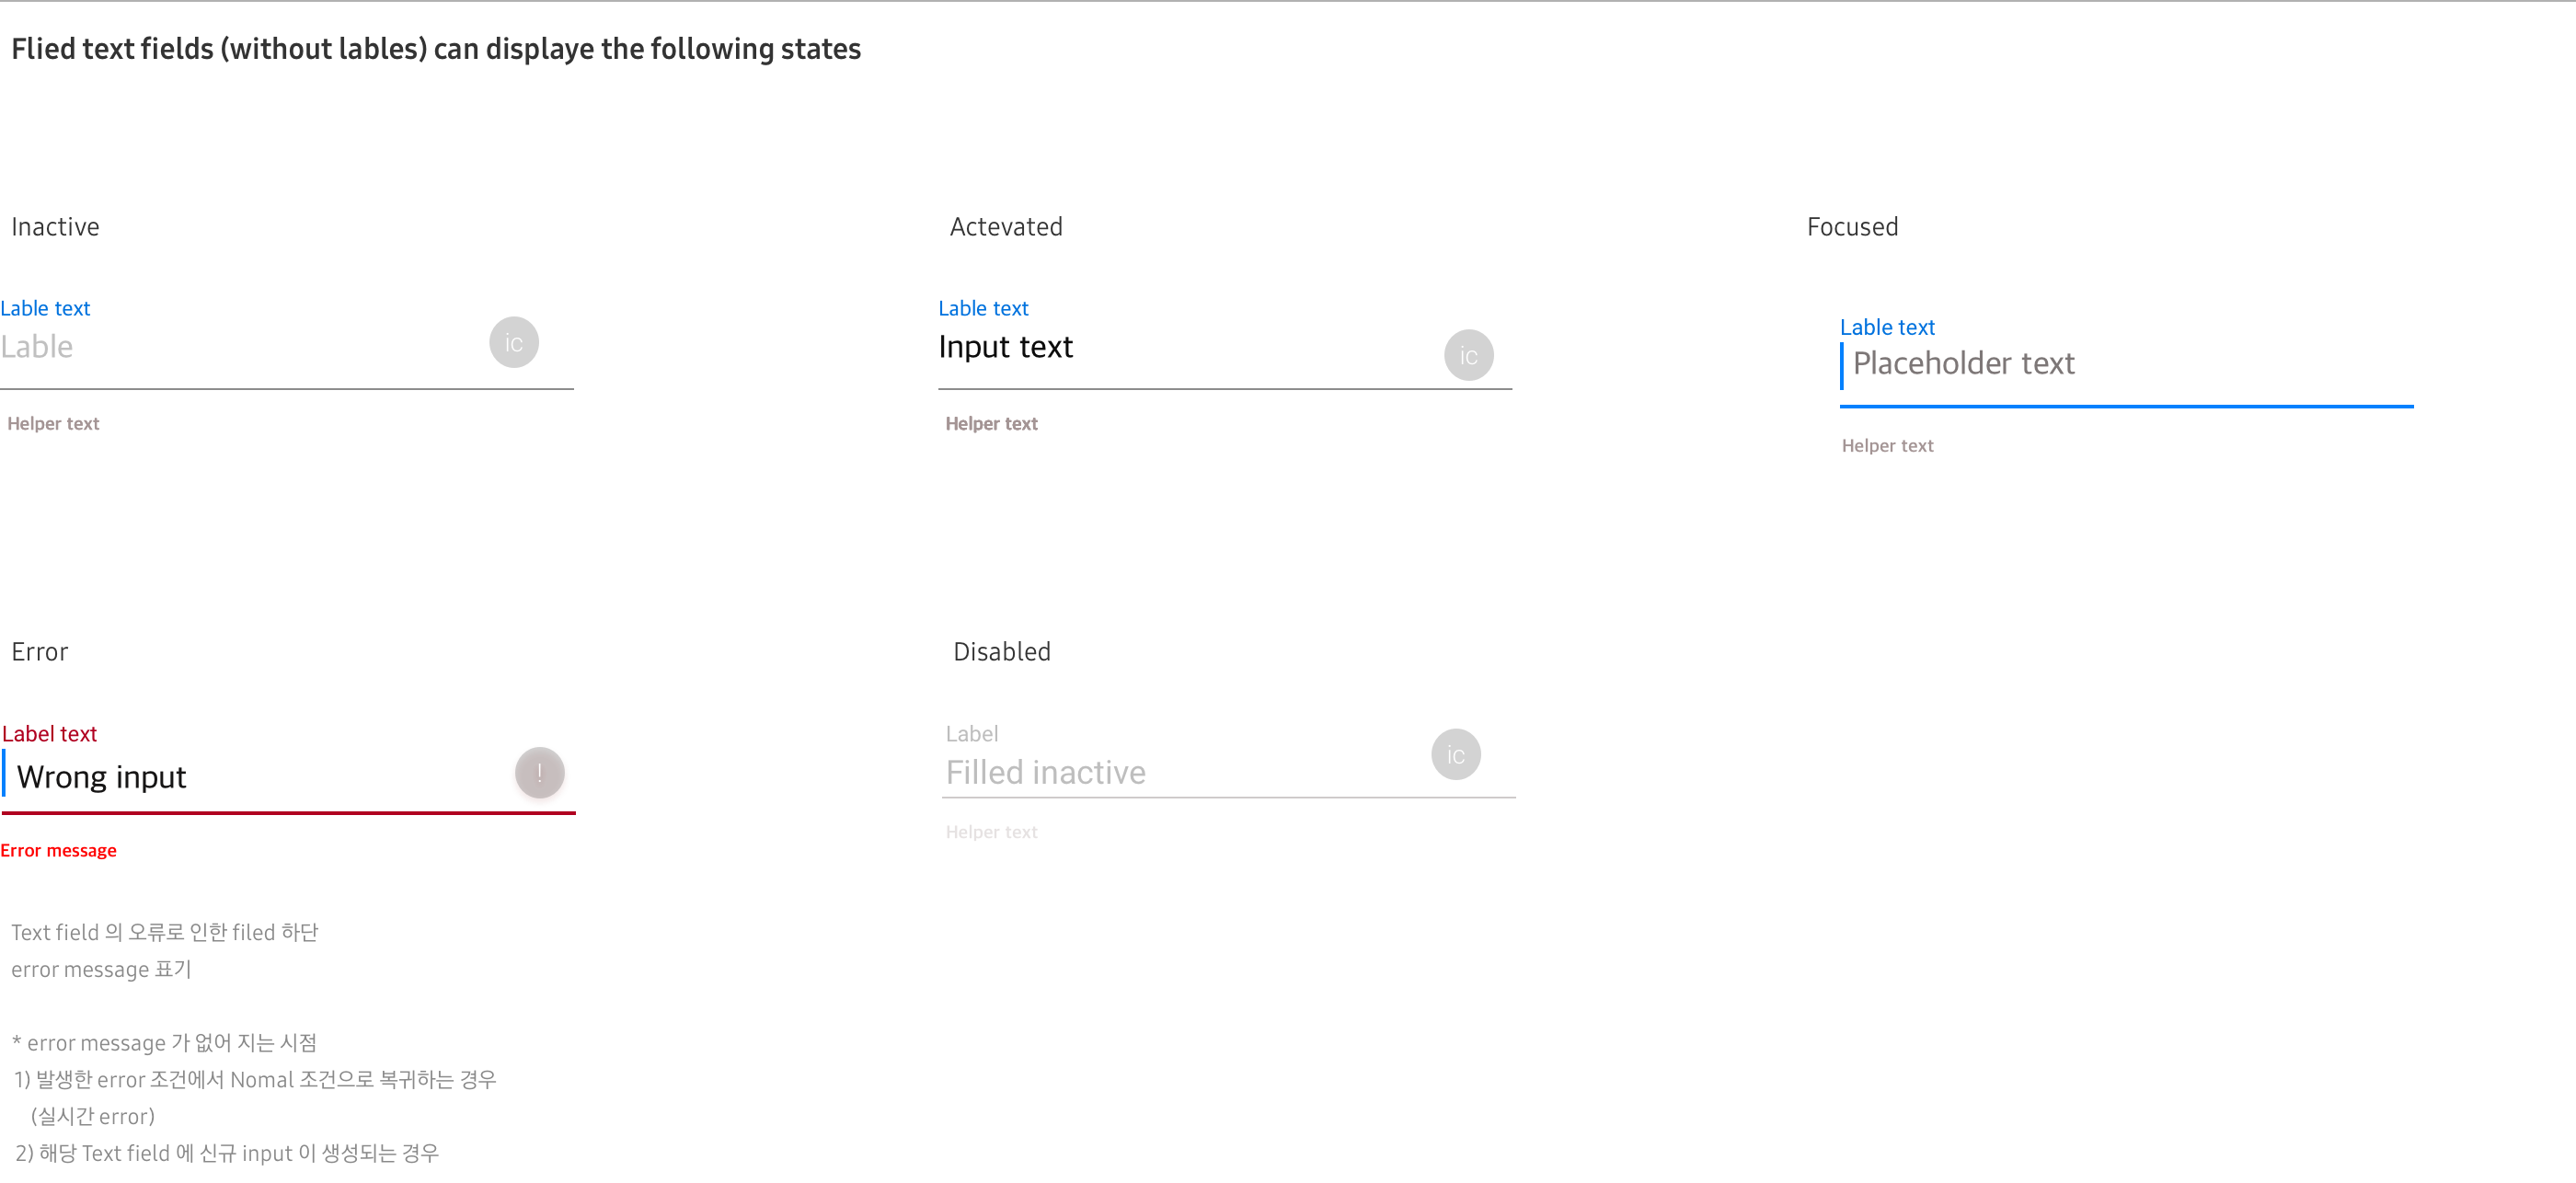 Flied text fields (without lables) can displaye the following states
Inactive
Actevated
Focused
Lable text
Lable
ic
Helper text
Lable text
Input text
ic
Helper text
Lable text
Placeholder text
Helper text
Error
Disabled
Label text
Wrong input
!
Error message
Label
Filled inactive
ic
Helper text
Text field 의 오류로 인한 filed 하단
error message 표기
* error message 가 없어 지는 시점
1) 발생한 error 조건에서 Nomal 조건으로 복귀하는 경우
(실시간 error)
2) 해당 Text field 에 신규 input 이 생성되는 경우